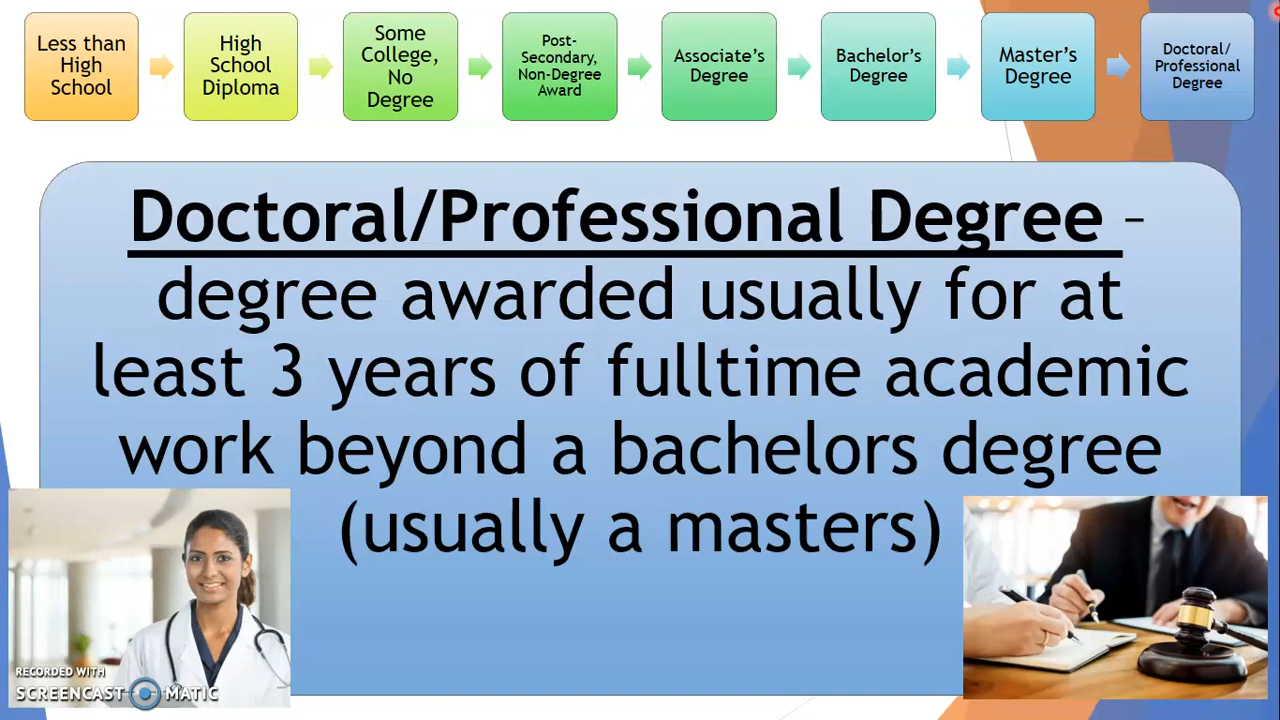 Less than
High
School
High
School
Diploma
Some
College,
No
Degree
Post-
Secondary,
Non-Degree
Award
Associate’s
Degree
Bachelor’s
Degree
Master’s
Degree
Doctoral/
Professional
Degree
Doctoral/Professional Degree –
degree awarded usually for at
least 3 years of fulltime academic
work beyond a bachelors degree
(usually a masters)
RECORDED WITH
SCREENCAST MATIC